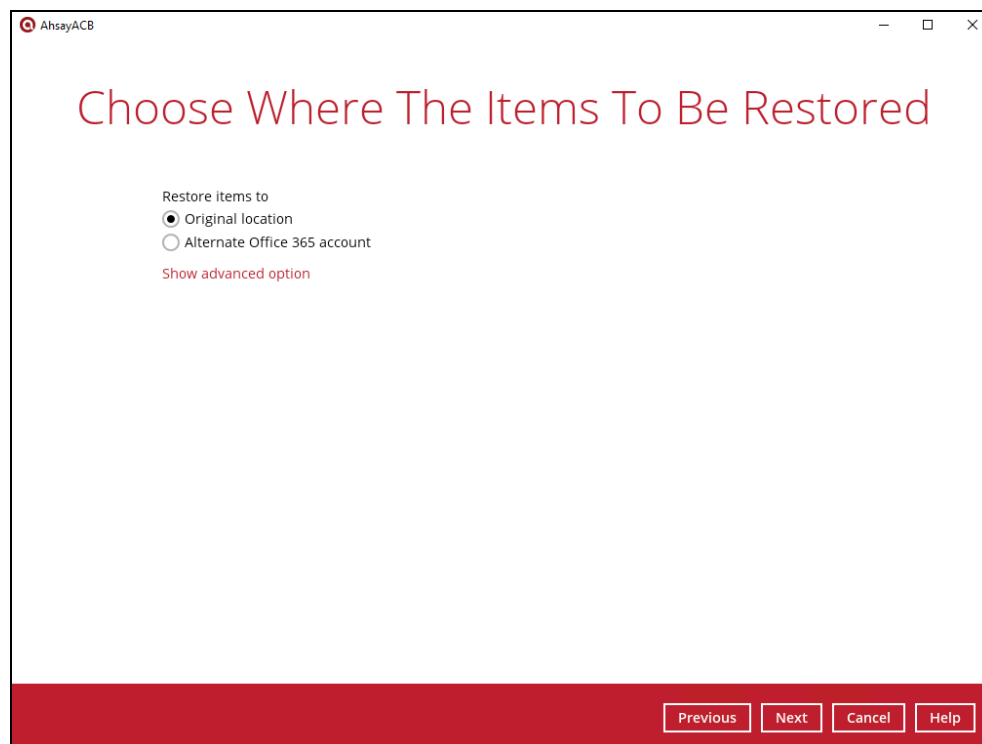 AhsayACB
Choose Where The Items To Be Restored
Restore items to
Original location
Alternate Office 365 account
Show advanced option
Previous Next Cancel Help